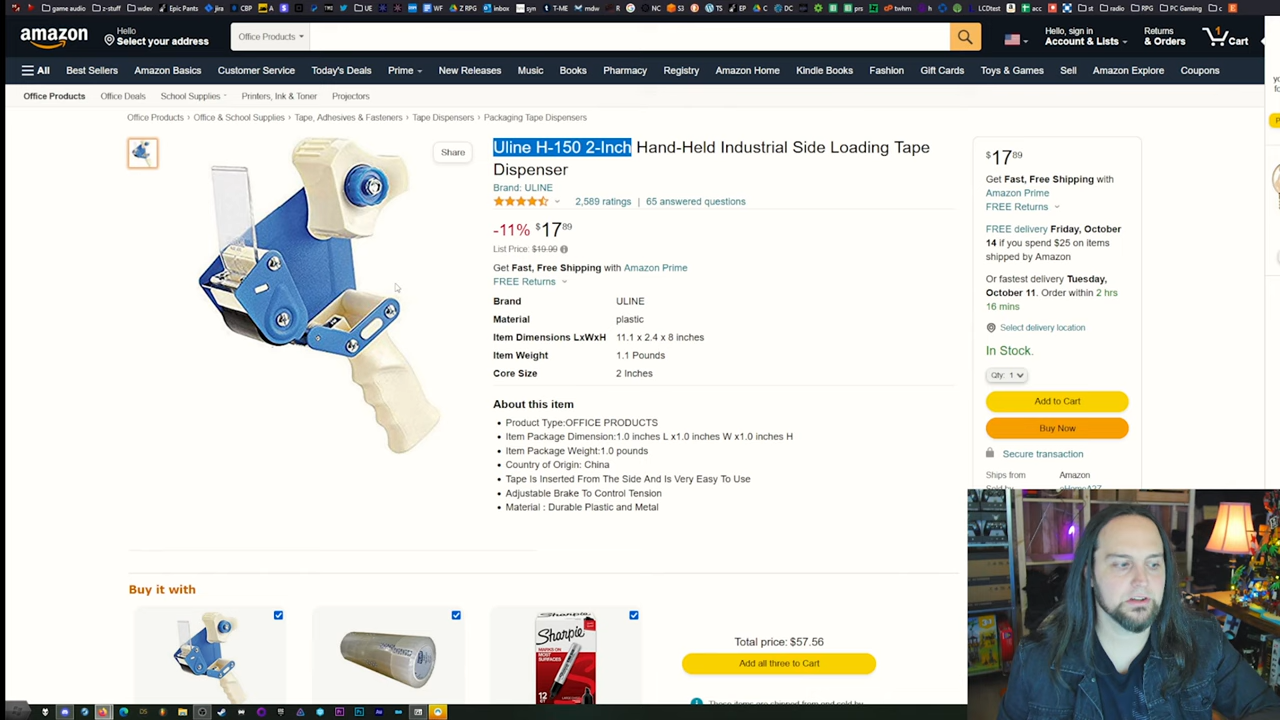 game audio z-stuff wdev Epic Pants jira CBP
amazon
Hello
Select your address
Office Products
Hello, sign in
Account & Lists
Returns
& Orders
1
Cart
All Best Sellers Amazon Basics Customer Service Today's Deals Prime New Releases Music Books Pharmacy Registry Amazon Home Kindle Books Fashion Gift Cards Toys & Games Sell Amazon Explore Coupons
Office Products Office Deals School Supplies Printers, Ink & Toner Projectors
Office Products › Office & School Supplies › Tape, Adhesives & Fasteners › Tape Dispensers › Packaging Tape Dispensers
Share
Uline H-150 2-Inch Hand-Held Industrial Side Loading Tape
Dispenser
Brand: ULINE
2,589 ratings | 65 answered questions
-11% $17 89
List Price: $19.99
Get Fast, Free Shipping with Amazon Prime
FREE Returns
Brand ULINE
Material plastic
Item Dimensions LxWxH 11.1 x 2.4 x 8 inches
Item Weight 1.1 Pounds
Core Size 2 Inches
About this item
• Product Type:OFFICE PRODUCTS
• Item Package Dimension:1.0 inches L x1.0 inches W x1.0 inches H
• Item Package Weight:1.0 pounds
• Country of Origin: China
• Tape Is Inserted From The Side And Is Very Easy To Use
• Adjustable Brake To Control Tension
• Material : Durable Plastic and Metal
$17 89
Get Fast, Free Shipping with
Amazon Prime
FREE Returns
FREE delivery Friday, October
14 if you spend $25 on items
shipped by Amazon
Or fastest delivery Tuesday,
October 11. Order within 2 hrs
16 mins
Select delivery location
In Stock.
Qty: 1
Add to Cart
Buy Now
Secure transaction
Ships from Amazon
Buy it with
Sharpie
12
Total price: $57.56
Add all three to Cart